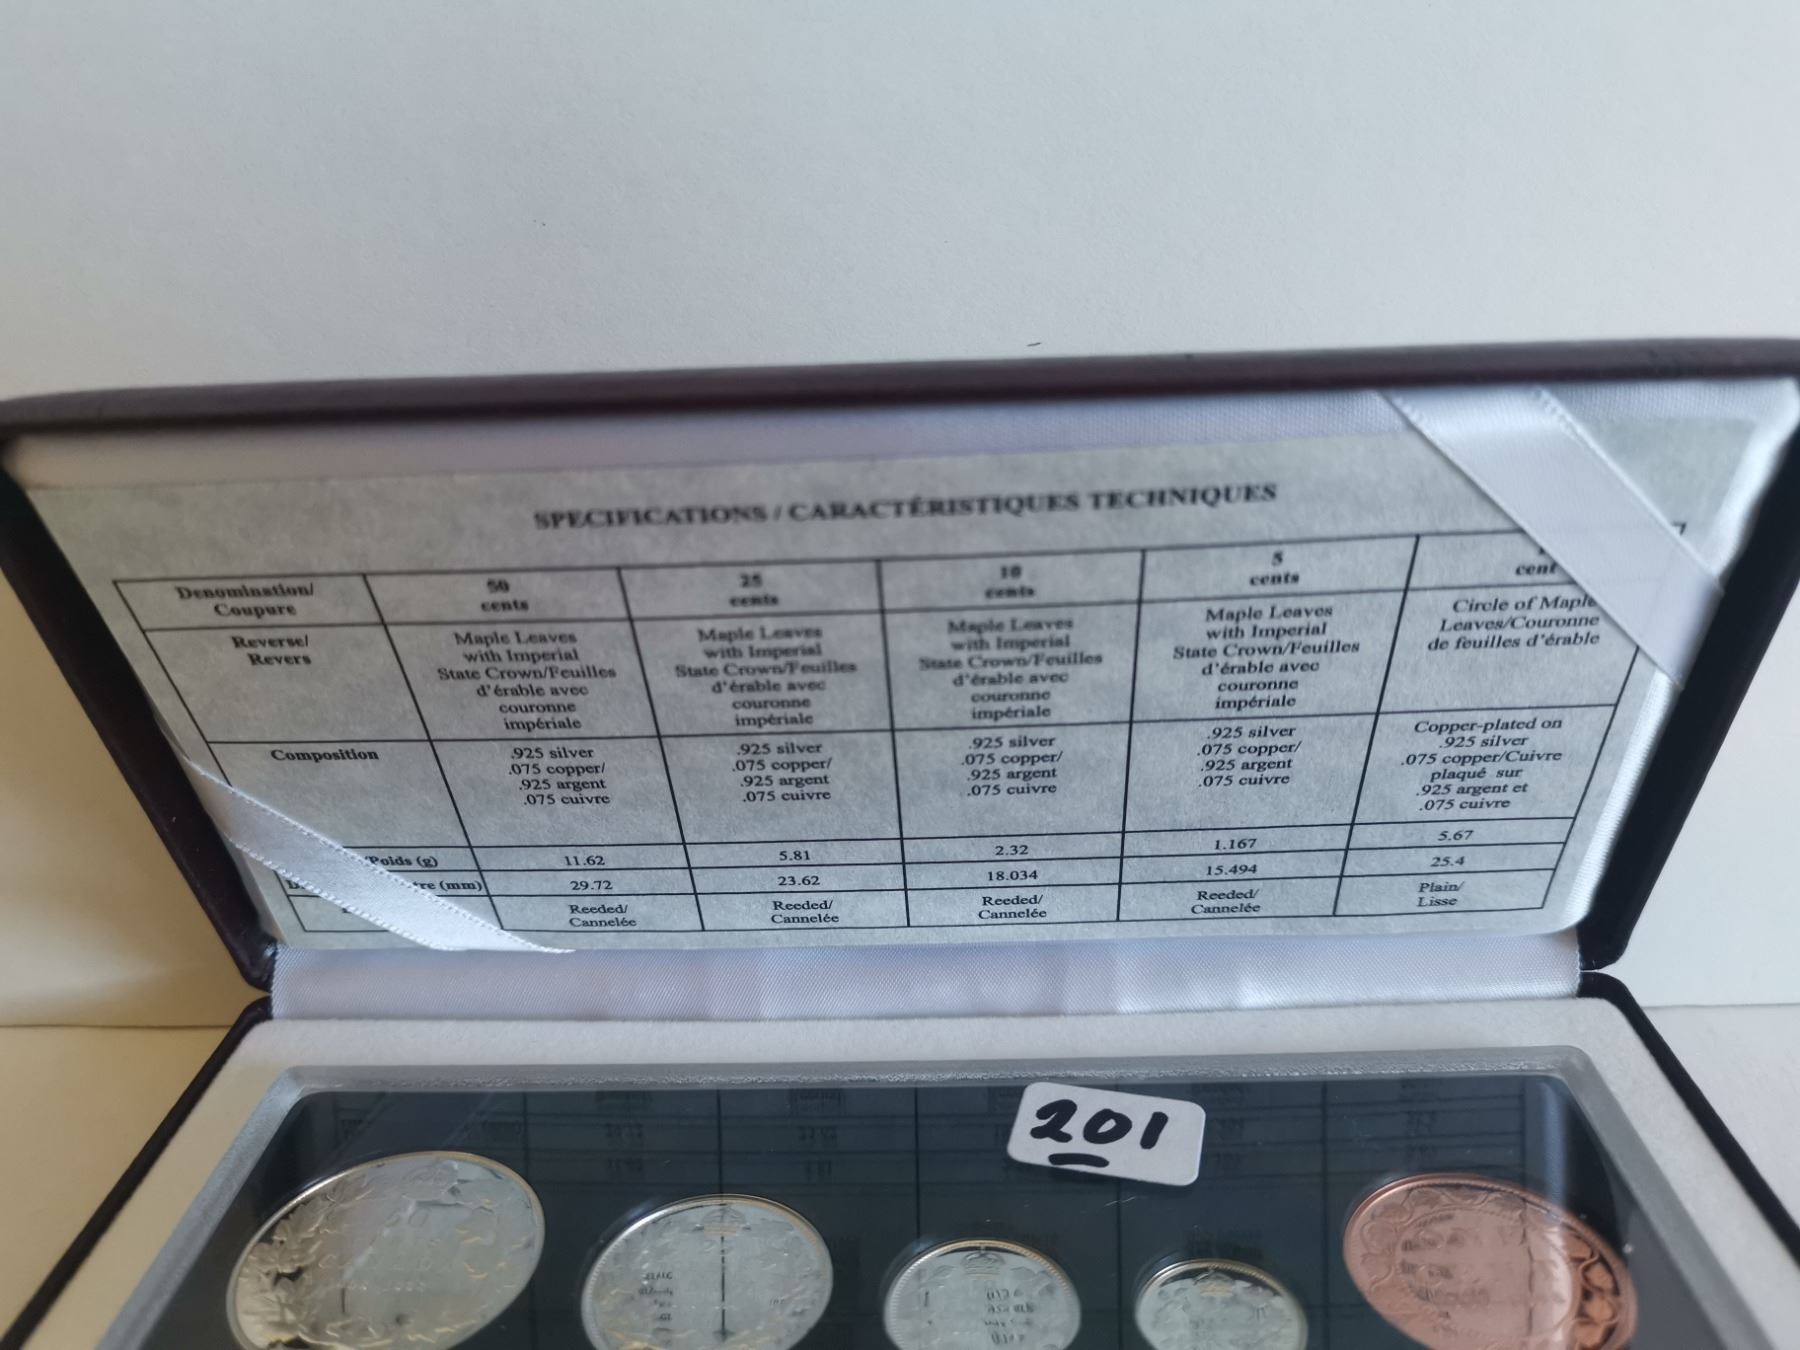 SPECIFICATIONS / CARACTÉRISTIQUES TECHNIQUES
Denomination/
Coupure
50
cents
25
cents
10
cents
5
cents
cent
Reverse/
Revers
Maple Leaves
with Imperial
State Crown/Feuilles
d'érable avec
couronne
impériale
Maple Leaves
with Imperial
State Crown/Feuilles
d'érable avec
couronne
impériale
Maple Leaves
with Imperial
State Crown/Feuilles
d'érable avec
couronne
impériale
Maple Leaves
with Imperial
State Crown/Feuilles
d'érable avec
couronne
impériale
Circle of Maple
Leaves/Couronne
de feuilles d'érable
Composition
.925 silver
.075 copper/
.925 argent
.075 cuivre
.925 silver
.075 copper/
.925 argent
.075 cuivre
.925 silver
.075 copper/
.925 argent
.075 cuivre
.925 silver
.075 copper/
.925 argent
.075 cuivre
Copper-plated on
.925 silver
.075 copper/Cuivre
plaqué sur
.925 argent et
.075 cuivre
/Poids (g)
11.62
5.81
2.32
1.167
5.67
(mm)
29.72
23.62
18.034
15.494
25.4
Reeded/
Cannelée
Reeded/
Cannelée
Reeded/
Cannelée
Reeded/
Cannelée
Plain/
Lisse
201